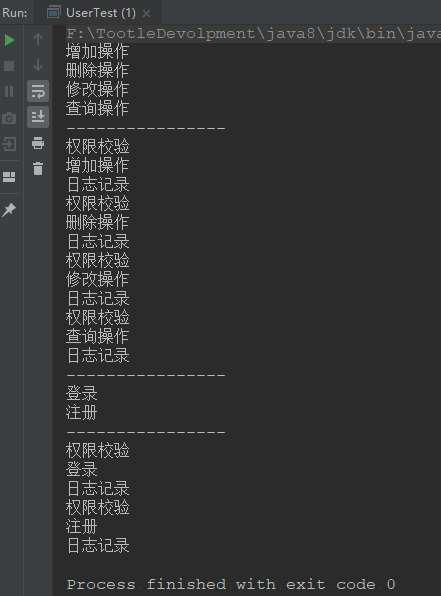 Run: UserTest (1) ×
F:\TootleDevolpment\java8\jdk\bin\java
增加操作
删除操作
修改操作
查询操作
----------------
权限校验
增加操作
日志记录
权限校验
删除操作
日志记录
权限校验
修改操作
日志记录
权限校验
查询操作
日志记录
----------------
登录
注册
----------------
权限校验
登录
日志记录
权限校验
注册
日志记录
Process finished with exit code 0